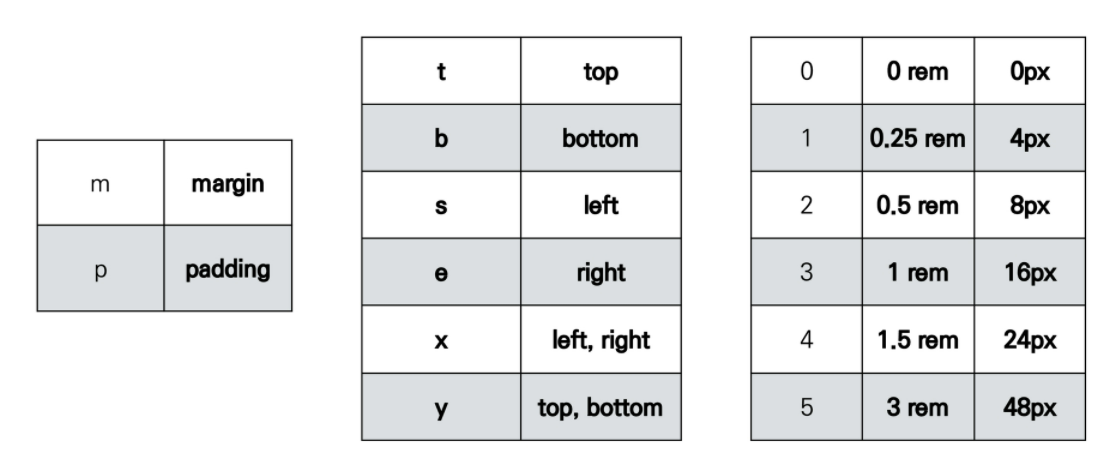 m margin
p padding
t top
b bottom
s left
e right
x left, right
y top, bottom
0 0 rem 0px
1 0.25 rem 4px
2 0.5 rem 8px
3 1 rem 16px
4 1.5 rem 24px
5 3 rem 48px